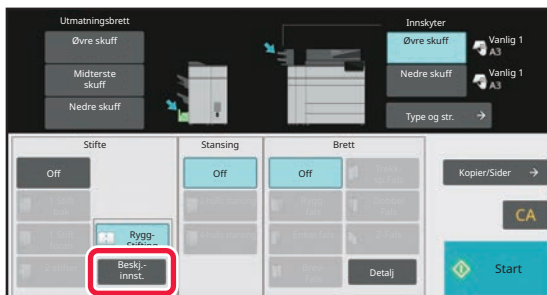 Utmatningsbrett
Øvre skuff
Midterste
skuff
Nedre skuff
Innskyter
Øvre skuff
Vanlig 1
A3
Nedre skuff
Vanlig 1
A3
Type og str.
Stifte
Off
Rygg-
Stifting
Beskj.-
innst.
Stansing
Off
Brett
Off
Detalj
Kopier/Sider
CA
Start